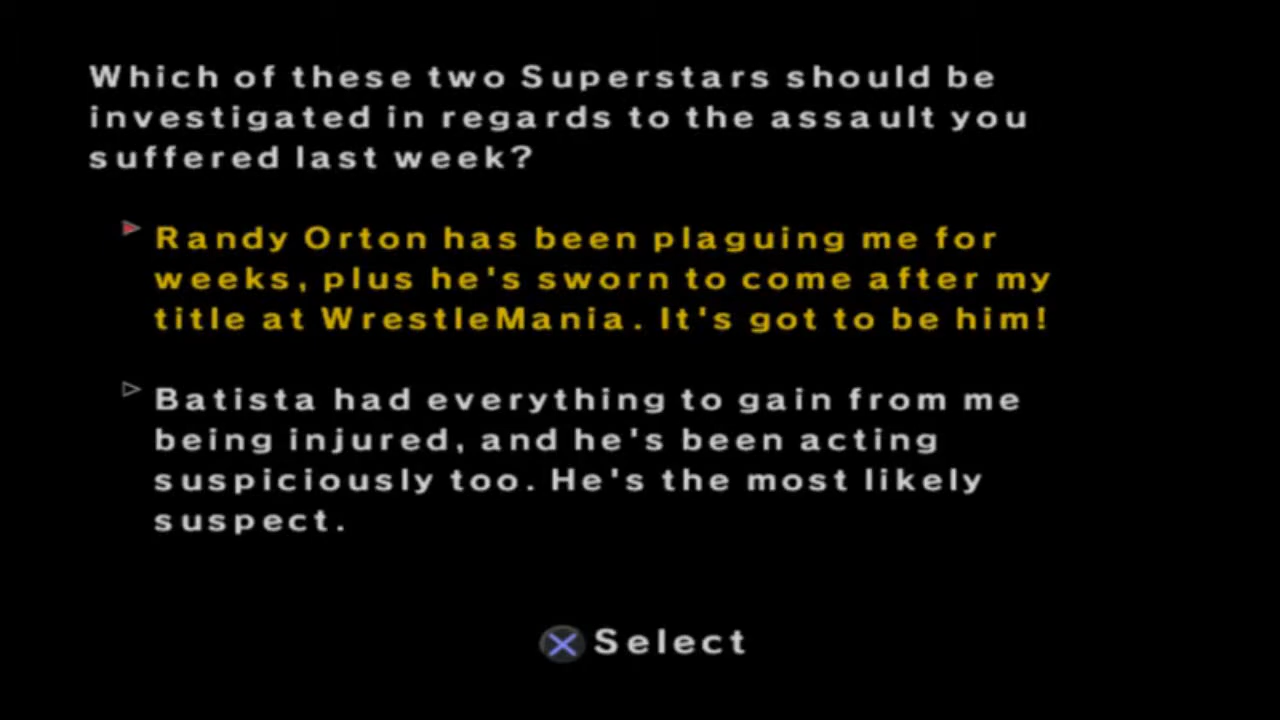 Which of these two Superstars should be
investigated in regards to the assault you
suffered last week?
Randy Orton has been plaguing me for
weeks, plus he's sworn to come after my
title at WrestleMania. It's got to be him!
Batista had everything to gain from me
being injured, and he's been acting
suspiciously too. He's the most likely
suspect.
Select